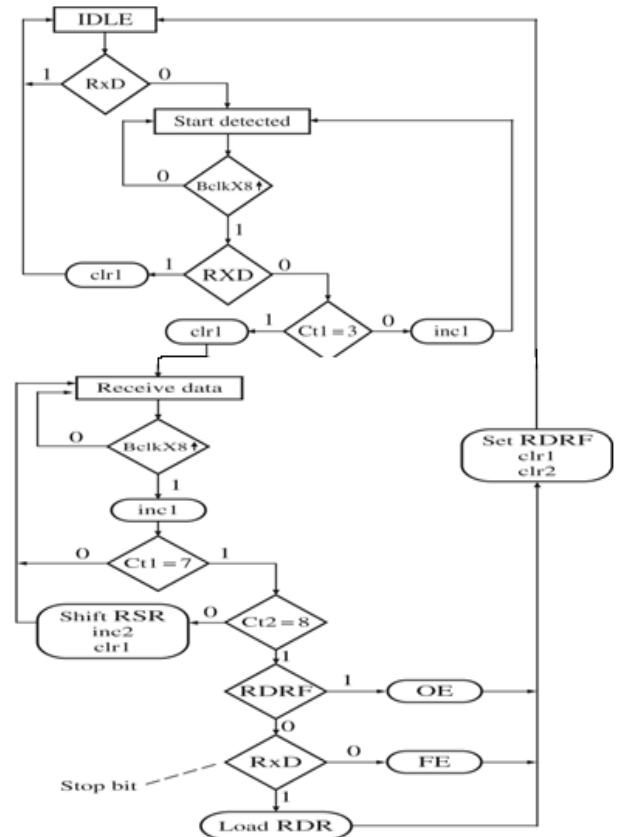 IDLE
1
RxD
0
Start detected
0
BclkX8↑
1
clr1
1
RXD
0
clr1
1
Ct1 = 3
0
inc1
Receive data
0
BclkX8↑
1
inc1
0
Ct1 = 7
1
Set RDRF
clr1
clr2
Shift RSR
inc2
clr1
0
Ct2 = 8
1
RDRF
1
OE
0
RxD
0
FE
Stop bit
1
Load RDR